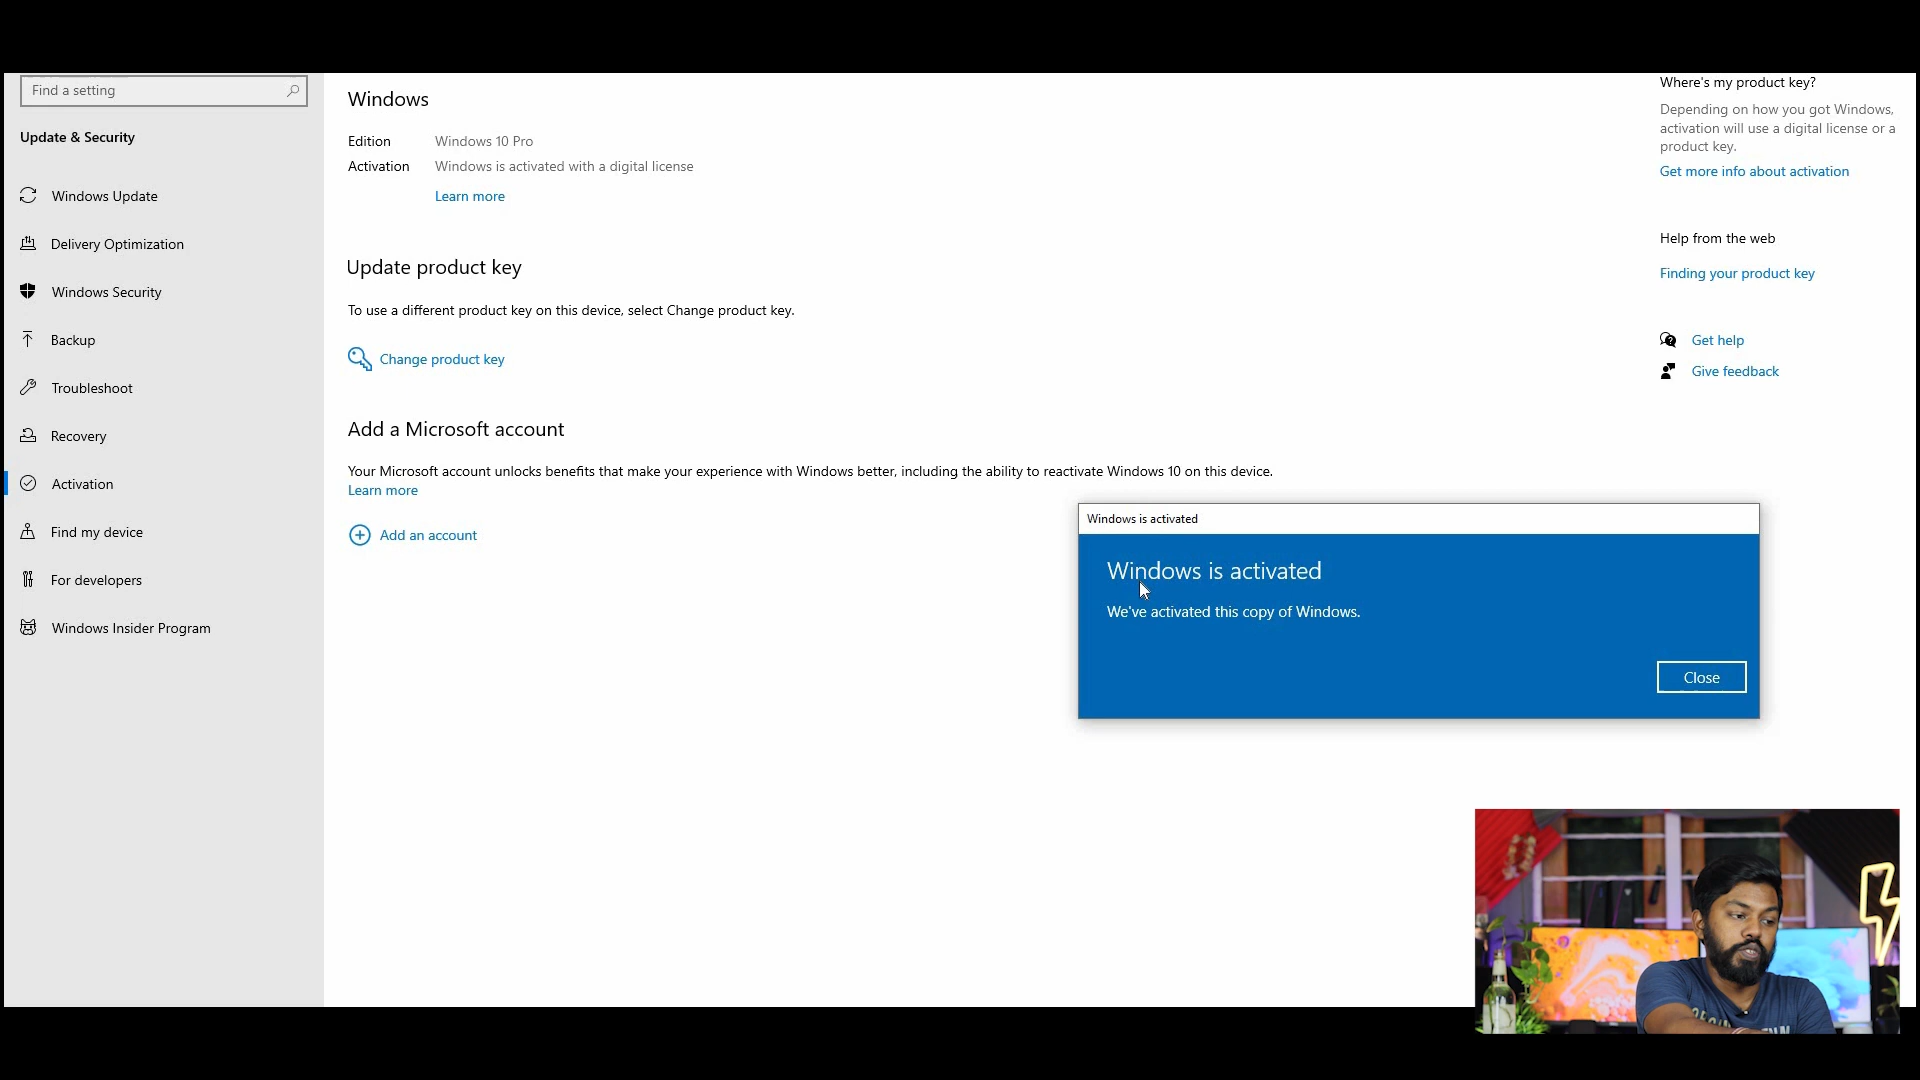 Find a setting
Update & Security
Windows Update
Delivery Optimization
Windows Security
Backup
Troubleshoot
Recovery
Activation
Find my device
For developers
Windows Insider Program
Windows
Edition Windows 10 Pro
Activation Windows is activated with a digital license
Learn more
Update product key
To use a different product key on this device, select Change product key.
Change product key
Add a Microsoft account
Your Microsoft account unlocks benefits that make your experience with Windows better, including the ability to reactivate Windows 10 on this device.
Learn more
Add an account
Where's my product key?
Depending on how you got Windows,
activation will use a digital license or a
product key.
Get more info about activation
Help from the web
Finding your product key
Get help
Give feedback
Windows is activated
Windows is activated
We've activated this copy of Windows.
Close